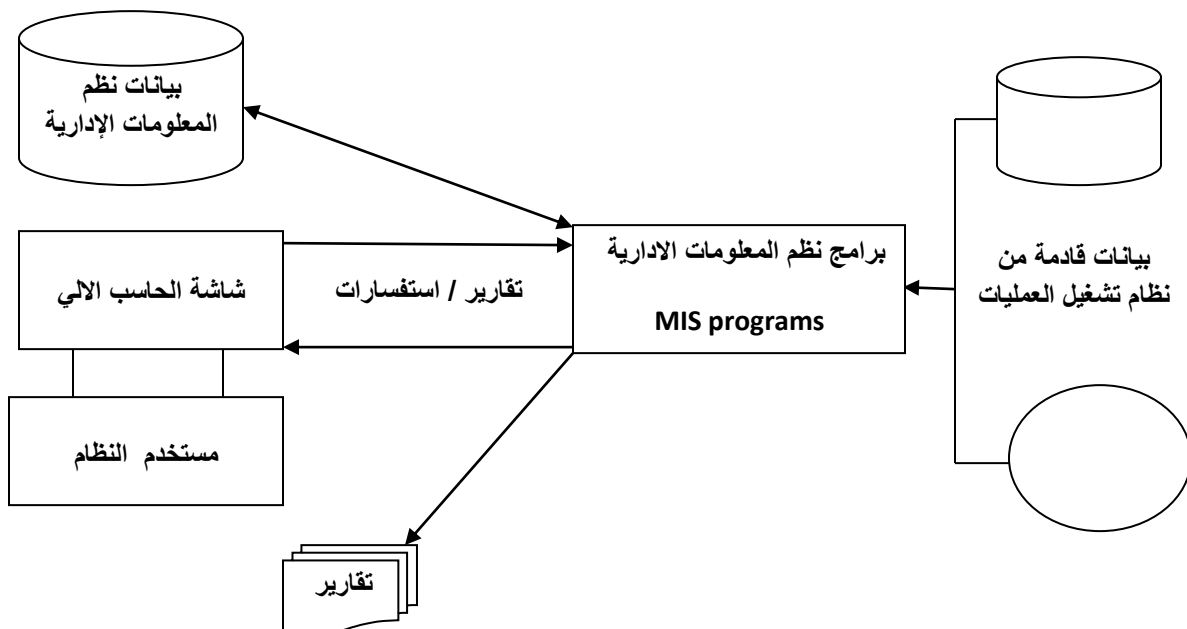 بيانات نظم
المعلومات الإدارية
برامج نظم المعلومات الادارية
MIS programs
بيانات قادمة من
نظام تشغيل العمليات
تقارير / استفسارات
شاشة الحاسب الالي
مستخدم النظام
تقارير